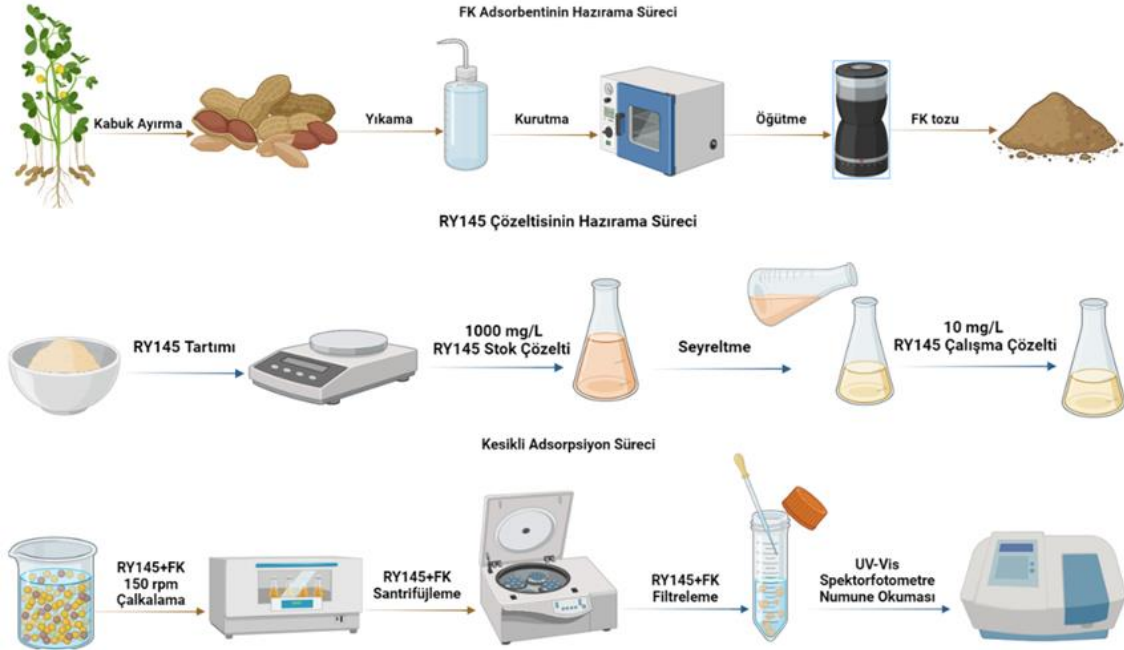 FK Adsorbentinin Hazırama Süreci
Kabuk Ayırma
Yıkama
Kurutma
Öğütme
FK tozu
RY145 Çözeltisinin Hazırama Süreci
RY145 Tartımı
1000 mg/L
RY145 Stok Çözelti
Seyreltme
10 mg/L
RY145 Çalışma Çözelti
Kesikli Adsorpsiyon Süreci
RY145+FK
150 rpm
Çalkalama
RY145+FK
Santrifüjleme
RY145+FK
Filtreleme
UV-Vis
Spektorfotometre
Numune Okuması